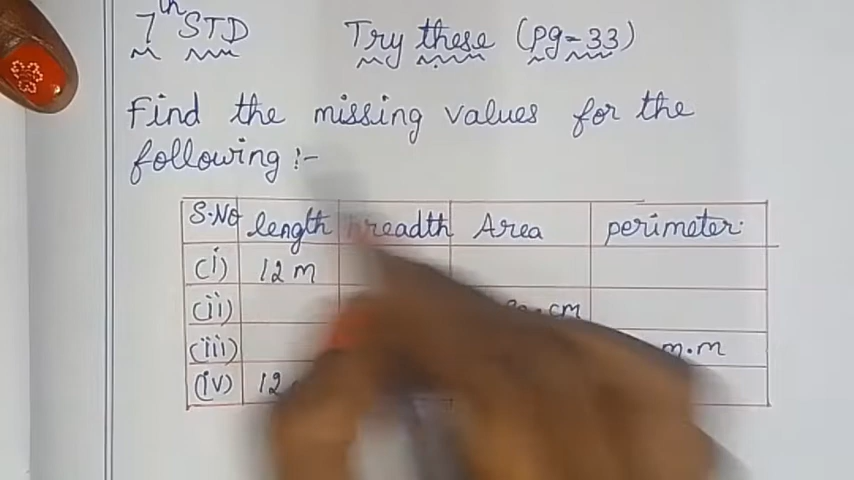 7th STD Try these (pg-33)
Find the missing values for the
following :-
S.No length breadth Area perimeter.
(i) 12 m
(ii) cm
(iii) m.m
(iv) 12